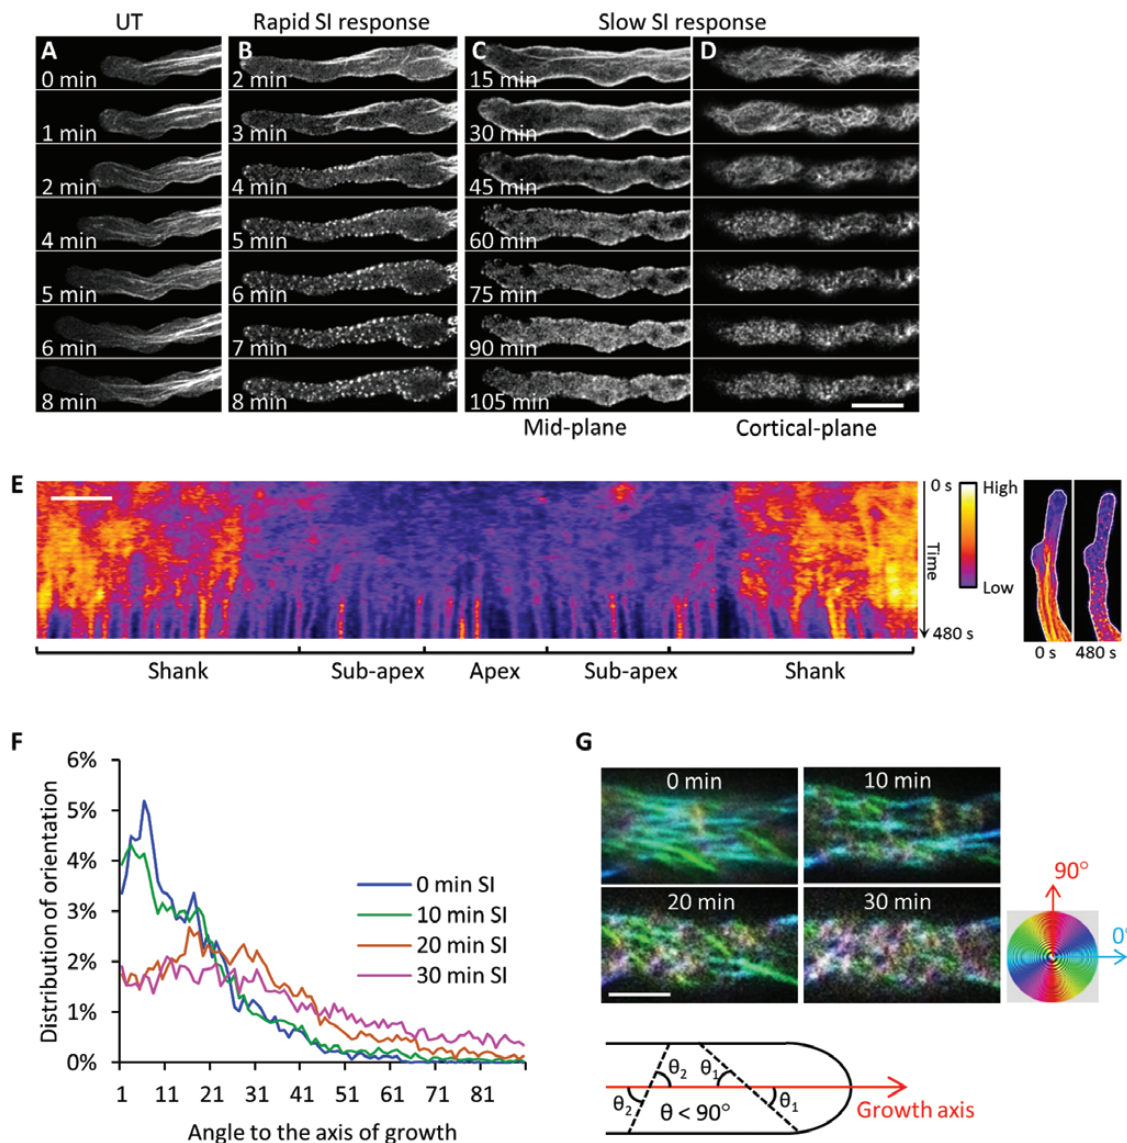 UT Rapid SI response Slow SI response
A B C D
0 min 2 min 15 min
1 min 3 min 30 min
2 min 4 min 45 min
4 min 5 min 60 min
5 min 6 min 75 min
6 min 7 min 90 min
8 min 8 min 105 min
Mid-plane Cortical-plane
E
0 s High
Time
Low
480 s
Shank Sub-apex Apex Sub-apex Shank
0 s 480 s
F
6%
5%
4%
3%
2%
1%
0%
Distribution of orientation
0 min SI
10 min SI
20 min SI
30 min SI
1 11 21 31 41 51 61 71 81
Angle to the axis of growth
G
0 min 10 min
20 min 30 min
90°
0°
θ₂ θ₁
θ₂ θ < 90° θ₁
Growth axis